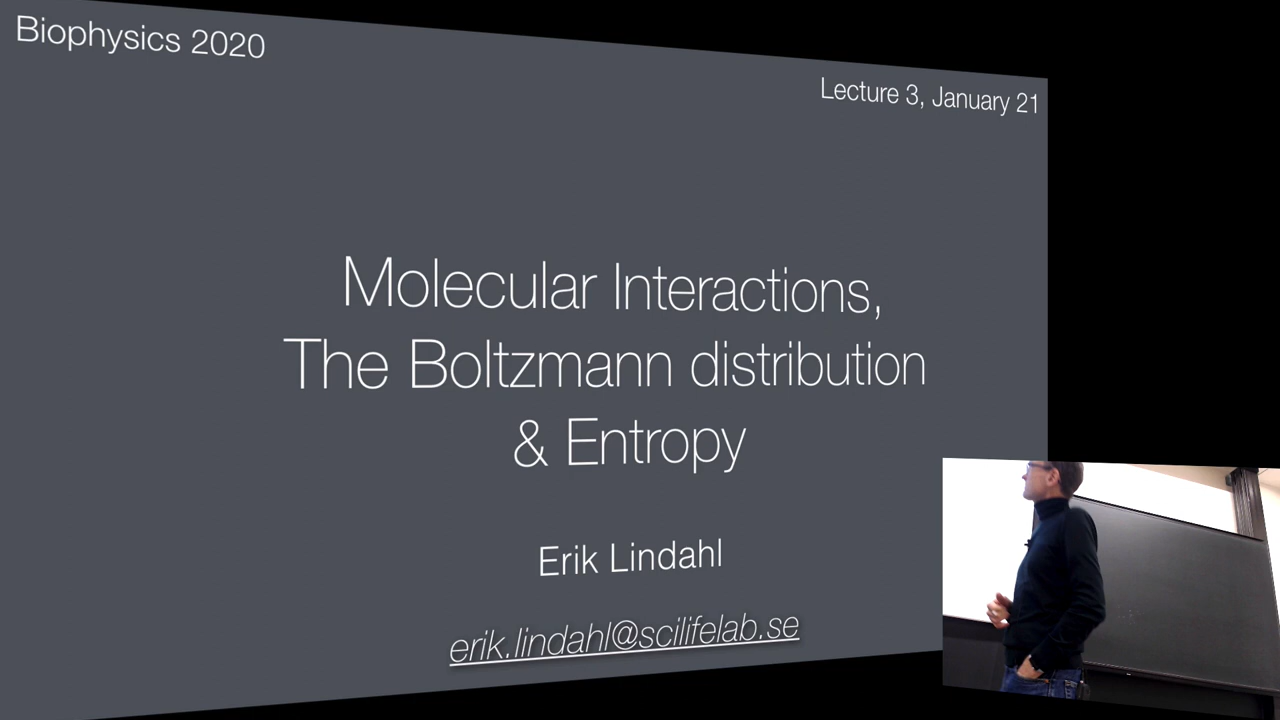 Biophysics 2020
Lecture 3, January 21
Molecular Interactions,
The Boltzmann distribution
& Entropy
Erik Lindahl
erik.lindahl@scilifelab.se